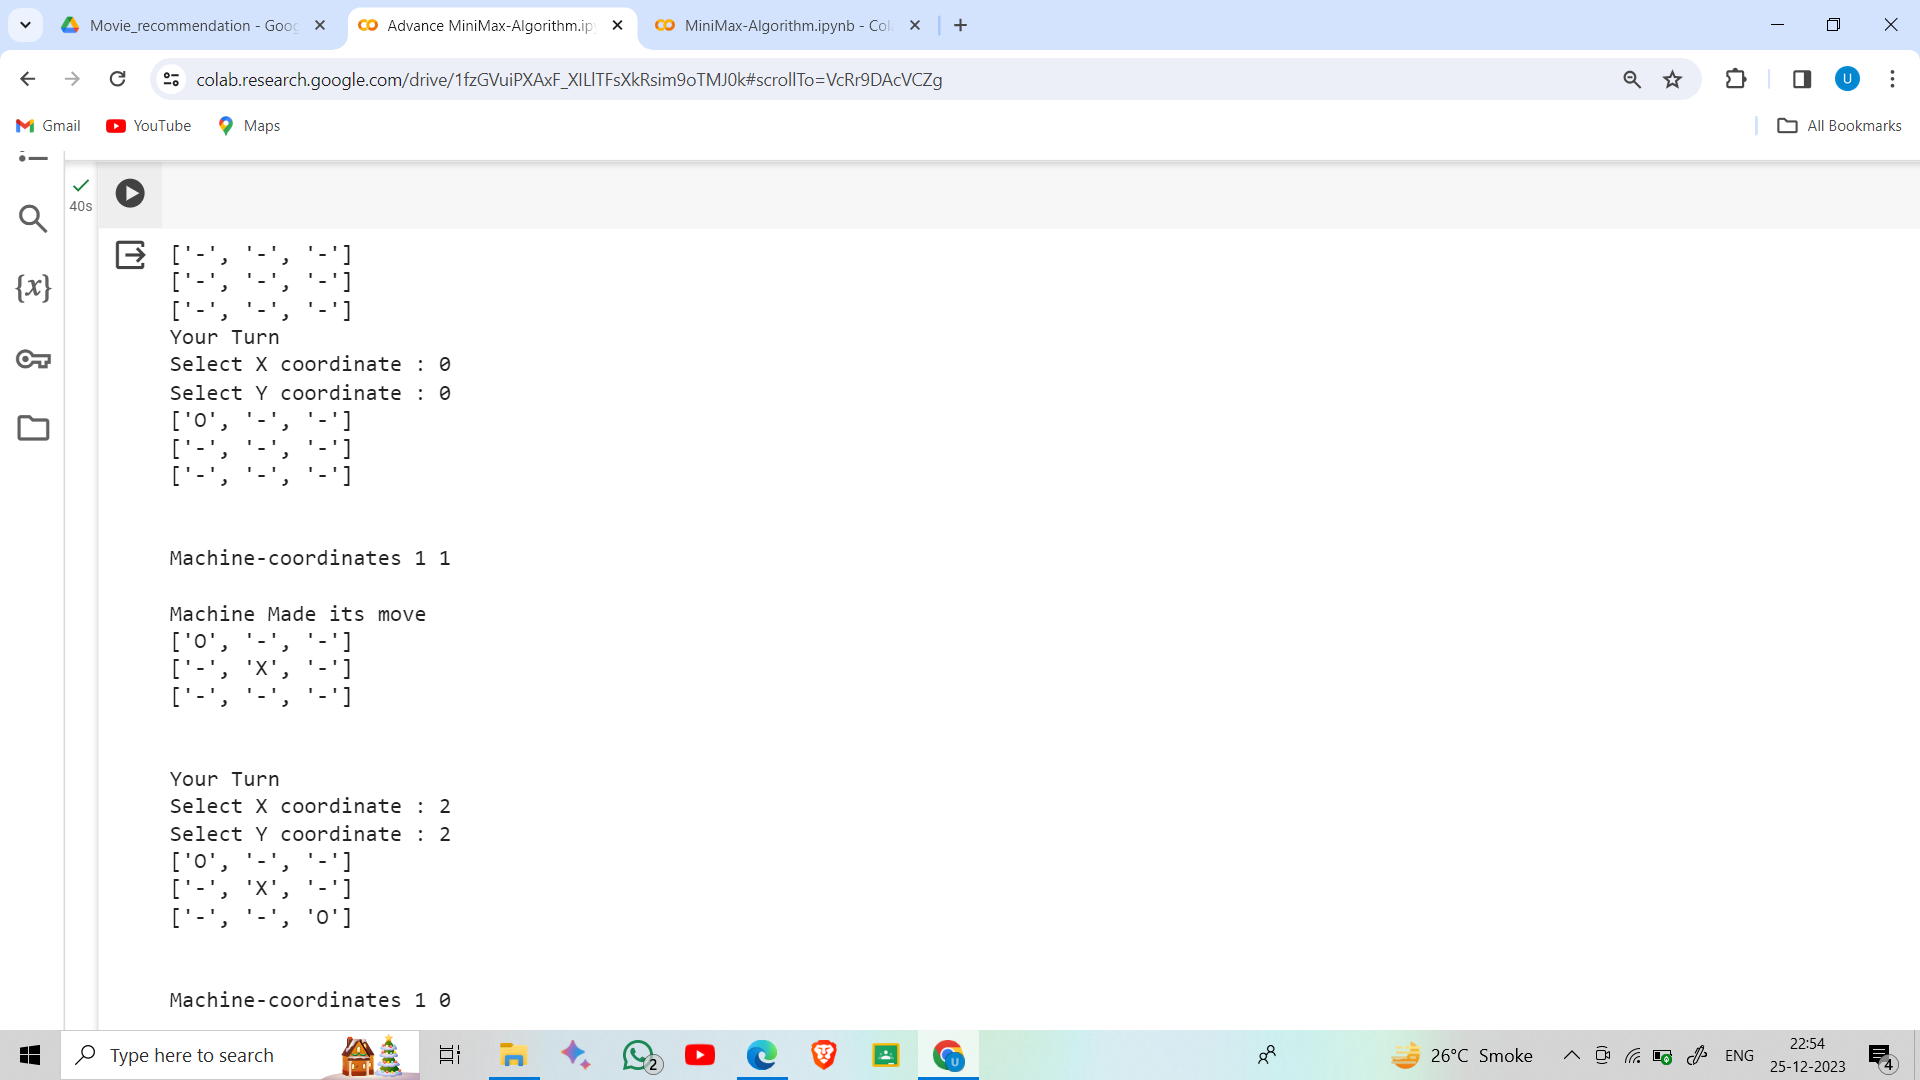 Movie_recommendation - Goog
Advance MiniMax-Algorithm.ipy
MiniMax-Algorithm.ipynb - Col
colab.research.google.com/drive/1fzGVuiPXAxF_XILlTFsXkRsim9oTMJ0k#scrollTo=VcRr9DAcVCZg
U
Gmail
YouTube
Maps
All Bookmarks
40s
{x}
['-', '-', '-']
['-', '-', '-']
['-', '-', '-']
Your Turn
Select X coordinate : 0
Select Y coordinate : 0
['O', '-', '-']
['-', '-', '-']
['-', '-', '-']
Machine-coordinates 1 1
Machine Made its move
['O', '-', '-']
['-', 'X', '-']
['-', '-', '-']
Your Turn
Select X coordinate : 2
Select Y coordinate : 2
['O', '-', '-']
['-', 'X', '-']
['-', '-', 'O']
Machine-coordinates 1 0
Type here to search
2
U
26°C Smoke
ENG
22:54
25-12-2023
4